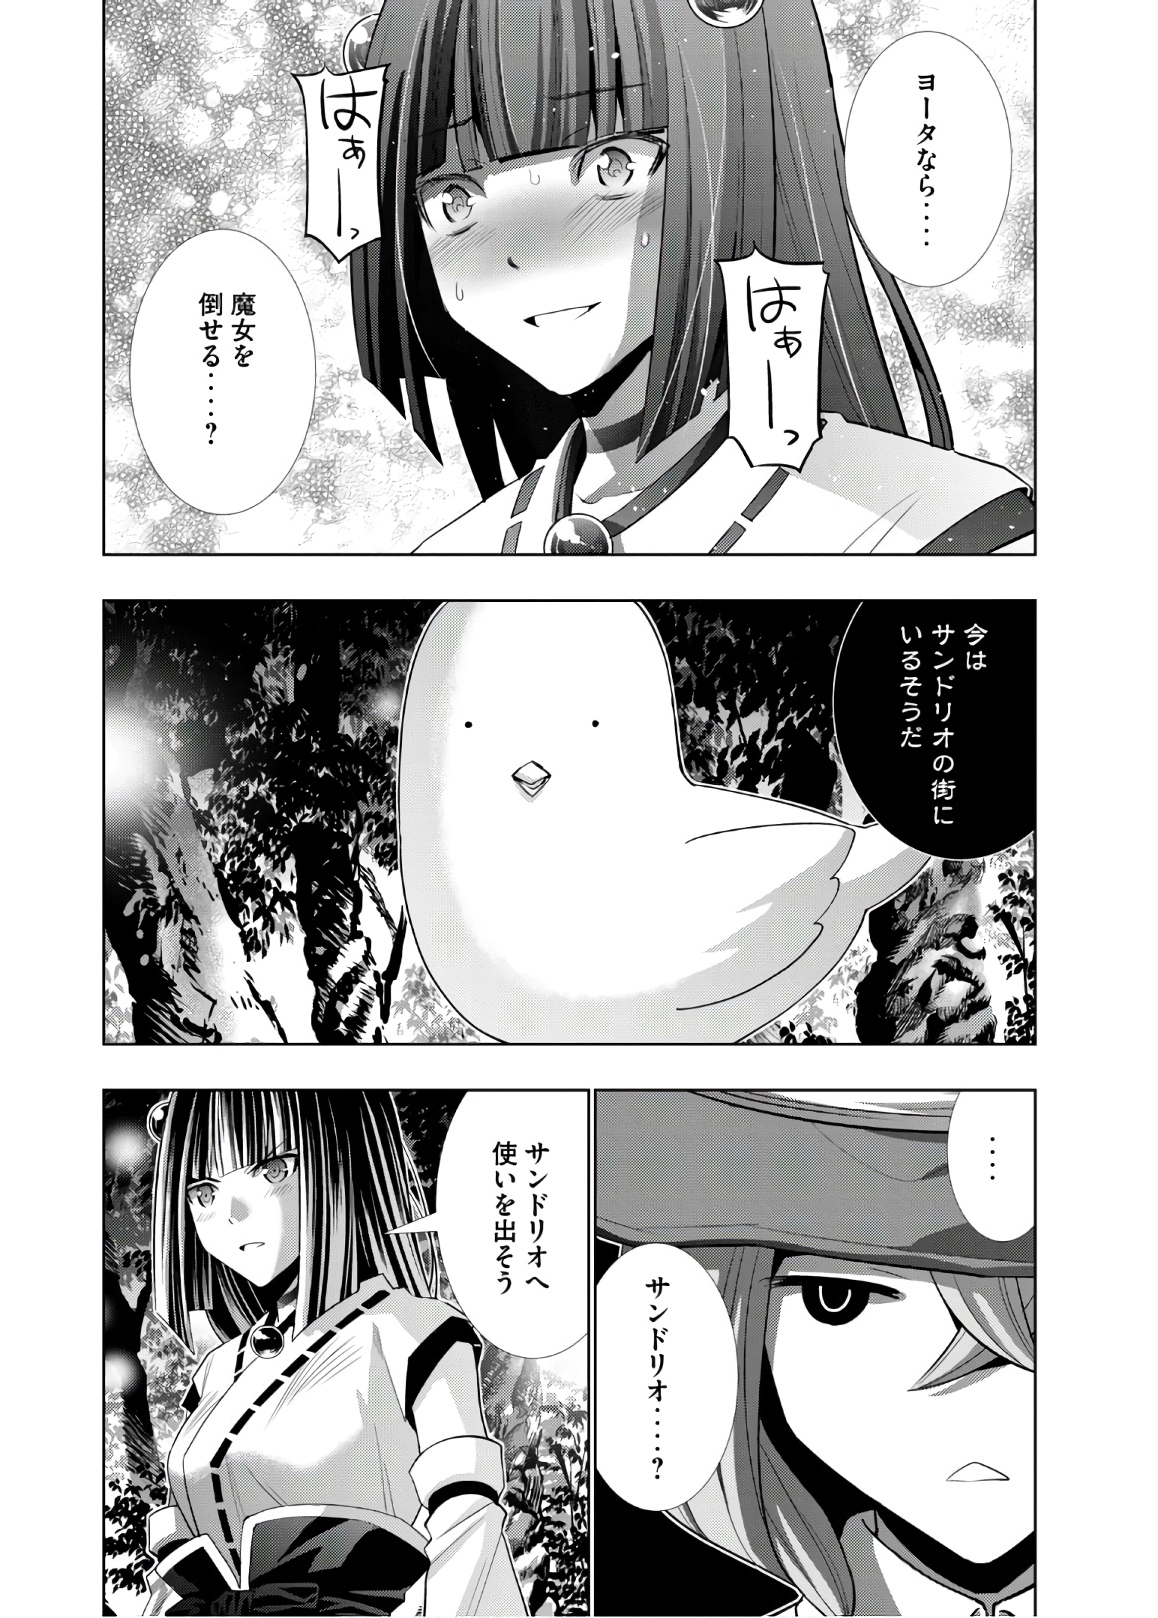 ヨータなら‥‥
はぁーっ
はぁーっ
魔女を
倒せる‥‥?
今は
サンドリオの街に
いるそうだ
‥‥
サンドリオ‥‥?
サンドリオへ
使いを出そう